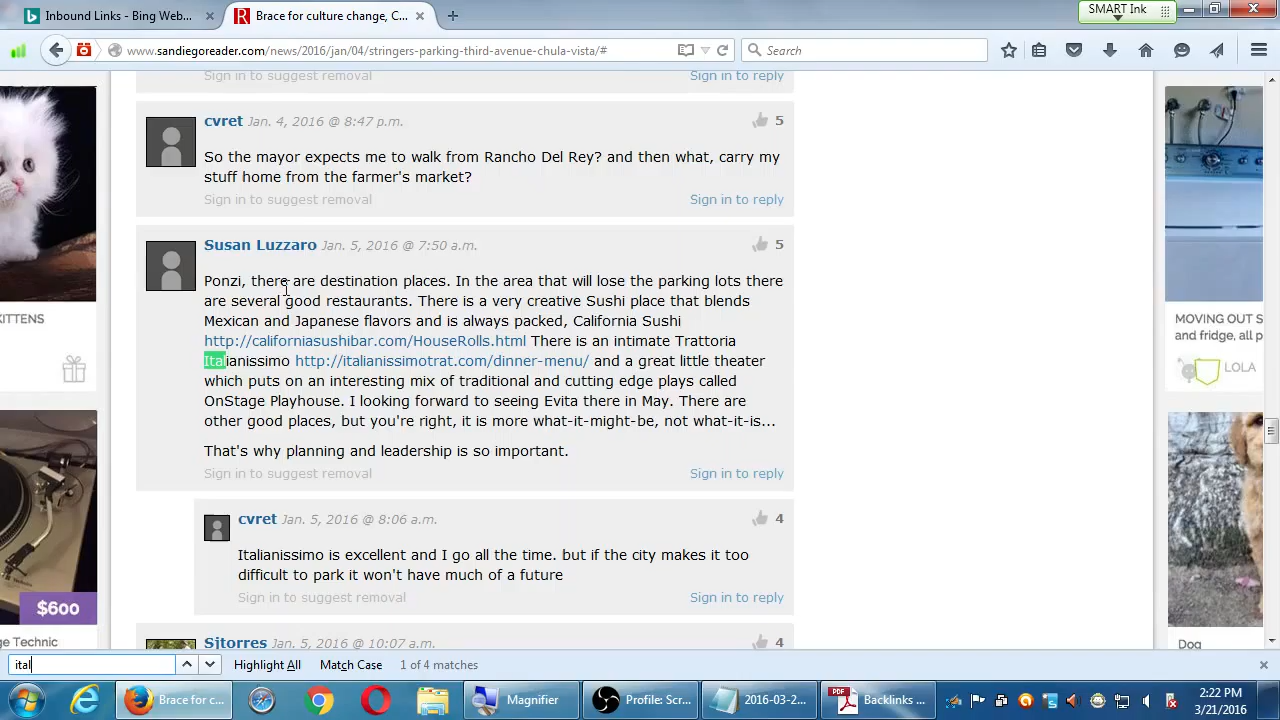 Inbound Links - Bing Web... ×
Brace for culture change, C... ×
SMART Ink
www.sandiegoreader.com/news/2016/jan/04/stringers-parking-third-avenue-chula-vista/#
Search
Sign in to suggest removal Sign in to reply
cvret Jan. 4, 2016 @ 8:47 p.m. 5
So the mayor expects me to walk from Rancho Del Rey? and then what, carry my
stuff home from the farmer's market?
Sign in to suggest removal Sign in to reply
Susan Luzzaro Jan. 5, 2016 @ 7:50 a.m. 5
Ponzi, there are destination places. In the area that will lose the parking lots there
are several good restaurants. There is a very creative Sushi place that blends
Mexican and Japanese flavors and is always packed, California Sushi
http://californiasushibar.com/HouseRolls.html There is an intimate Trattoria
Italianissimo http://italianissimotrat.com/dinner-menu/ and a great little theater
which puts on an interesting mix of traditional and cutting edge plays called
OnStage Playhouse. I looking forward to seeing Evita there in May. There are
other good places, but you're right, it is more what-it-might-be, not what-it-is...
That's why planning and leadership is so important.
Sign in to suggest removal Sign in to reply
cvret Jan. 5, 2016 @ 8:06 a.m. 4
Italianissimo is excellent and I go all the time. but if the city makes it too
difficult to park it won't have much of a future
Sign in to suggest removal Sign in to reply
Sjtorres Jan. 5, 2016 @ 10:07 a.m. 4
KITTENS
$600
ge Technic
MOVING OUT S
and fridge, all p
LOLA
Dog
ital
Highlight All Match Case 1 of 4 matches
Brace for c...
Magnifier
Profile: Scr...
2016-03-2...
PDF
Backlinks ...
2:22 PM
3/21/2016